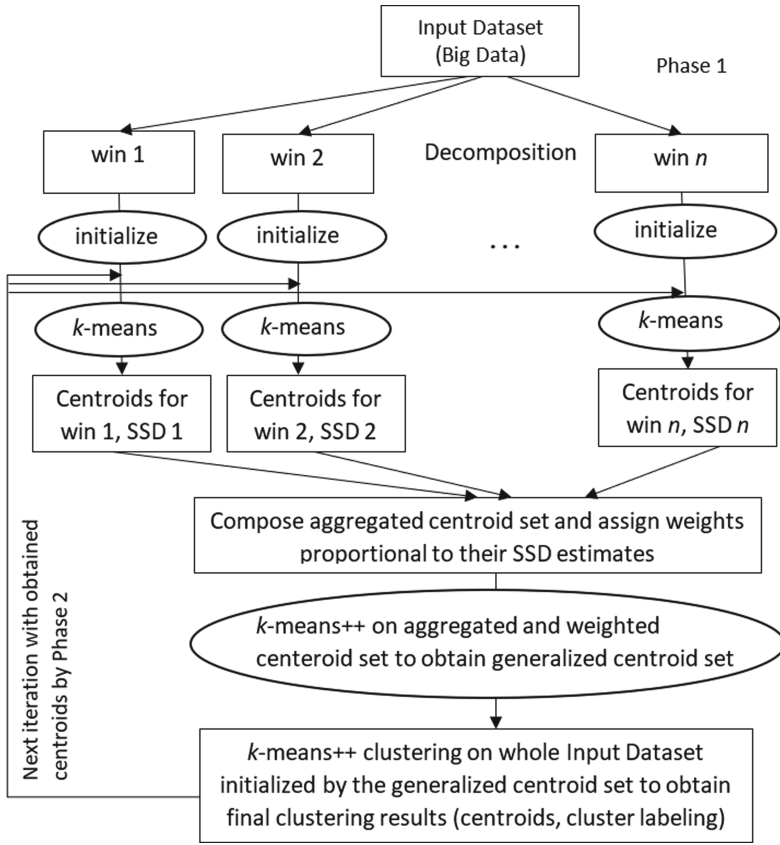 Input Dataset
(Big Data)
Phase 1
win 1
win 2
Decomposition
win n
initialize
initialize
...
initialize
k-means
k-means
k-means
Centroids for
win 1, SSD 1
Centroids for
win 2, SSD 2
Centroids for
win n, SSD n
Compose aggregated centroid set and assign weights
proportional to their SSD estimates
k-means++ on aggregated and weighted
centeroid set to obtain generalized centroid set
k-means++ clustering on whole Input Dataset
initialized by the generalized centroid set to obtain
final clustering results (centroids, cluster labeling)
Next iteration with obtained
centroids by Phase 2